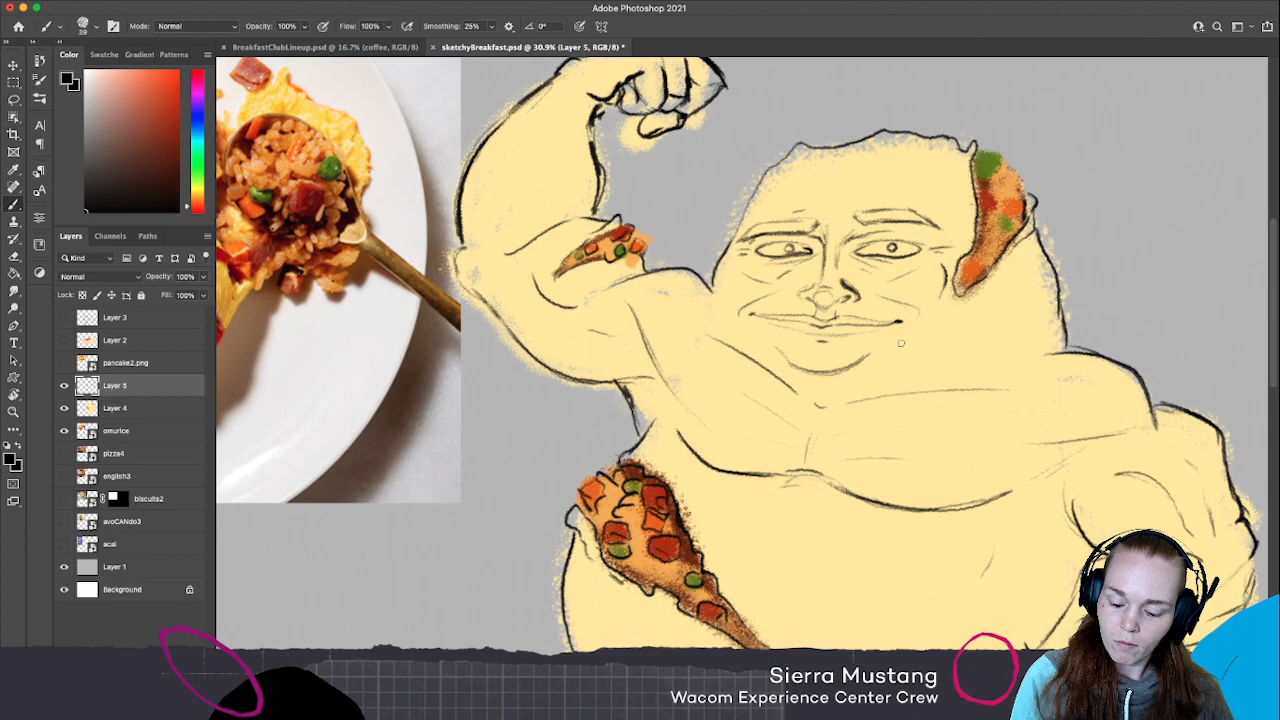 Adobe Photoshop 2021
39 Mode: Normal Opacity: 100% Flow: 100% Smoothing: 25% 0°
BreakfastClubLineup.psd @ 16.7% (coffee, RGB/8) sketchyBreakfast.psd @ 30.9% (Layer 5, RGB/8) *
Color Swatche Gradient Patterns
Layers Channels Paths
Kind
Normal Opacity: 100%
Lock: Fill: 100%
Layer 3
Layer 2
pancake2.png
Layer 5
Layer 4
omurice
pizza4
english3
biscuits2
avoCANdo3
acai
Layer 1
Background
Sierra Mustang
Wacom Experience Center Crew